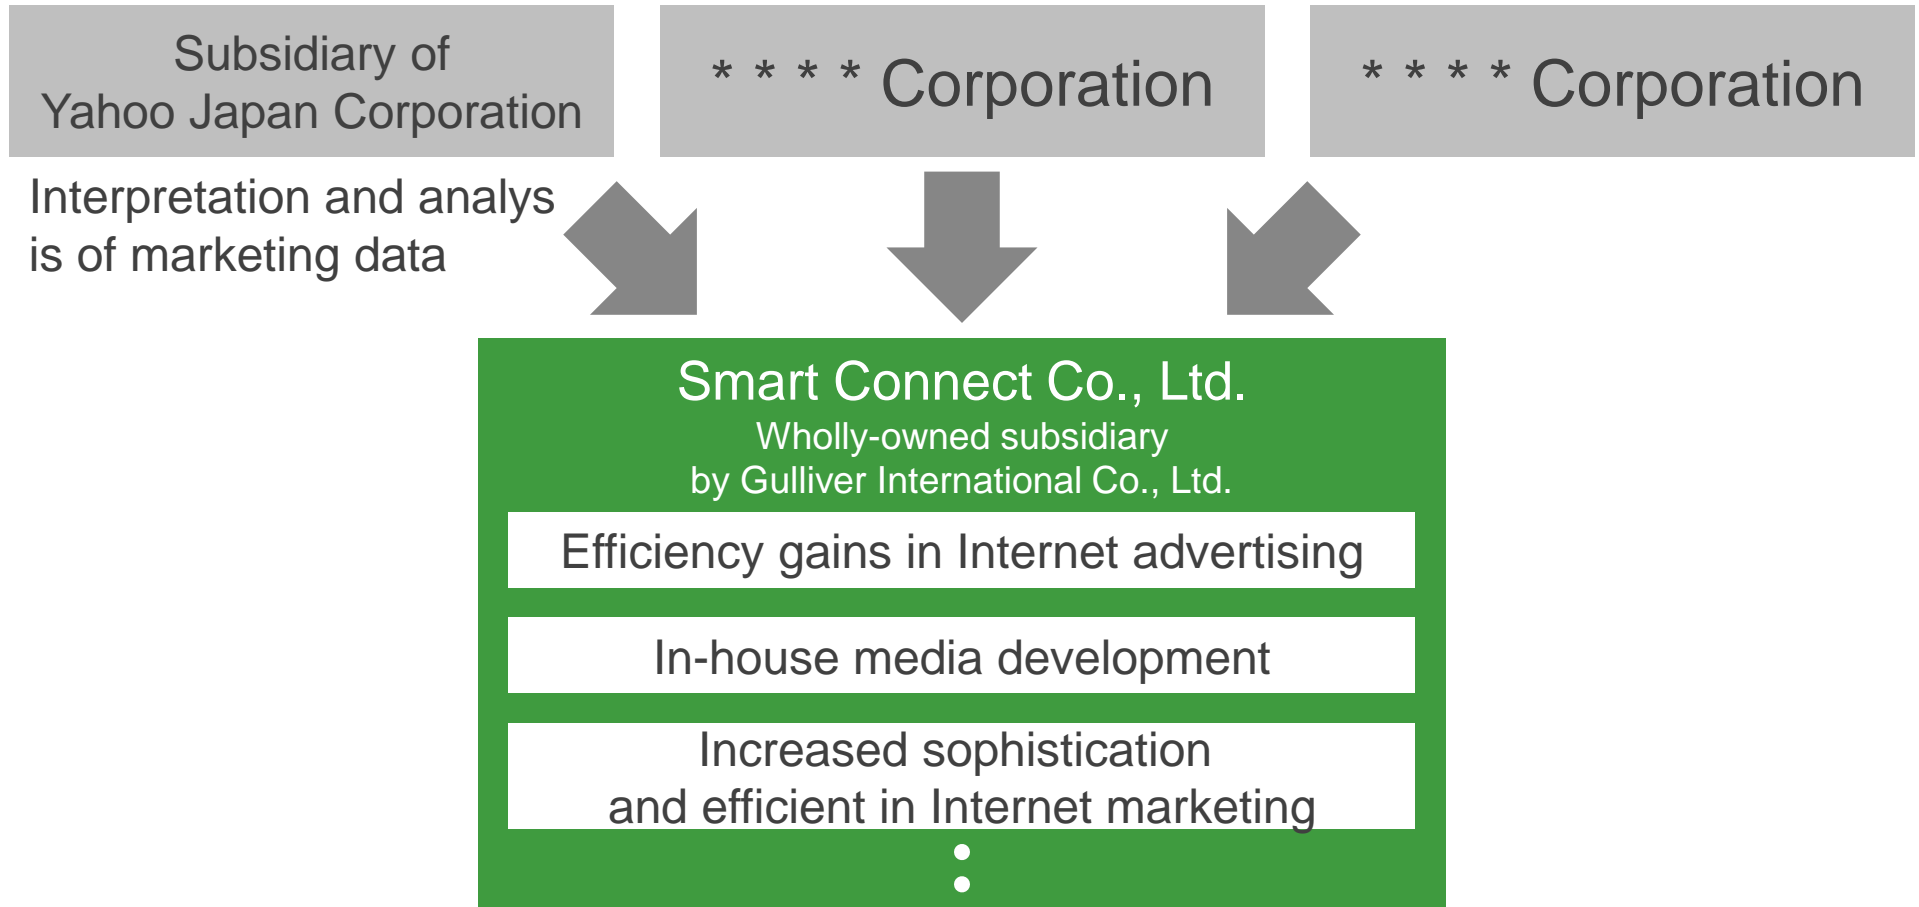 Subsidiary of
Yahoo Japan Corporation
* * * * Corporation
* * * * Corporation
Interpretation and analys
is of marketing data
Smart Connect Co., Ltd.
Wholly-owned subsidiary
by Gulliver International Co., Ltd.
Efficiency gains in Internet advertising
In-house media development
Increased sophistication
and efficient in Internet marketing